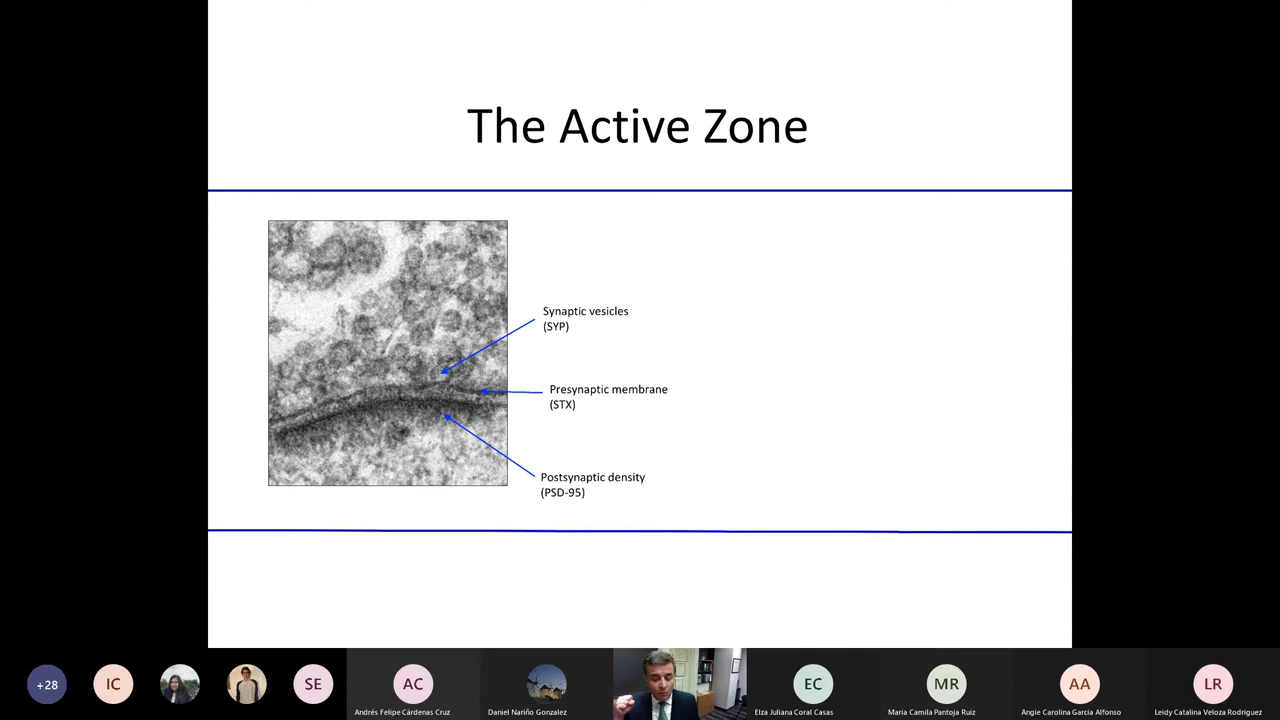 The Active Zone
Synaptic vesicles
(SYP)
Presynaptic membrane
(STX)
Postsynaptic density
(PSD-95)
+28
IC
SE
AC
EC
MR
AA
LR
Andrés Felipe Cárdenas Cruz
Daniel Nariño Gonzalez
Elza Juliana Coral Casas
Maria Camila Pantoja Ruiz
Angie Carolina Garcia Alfonso
Leidy Catalina Veloza Rodriguez